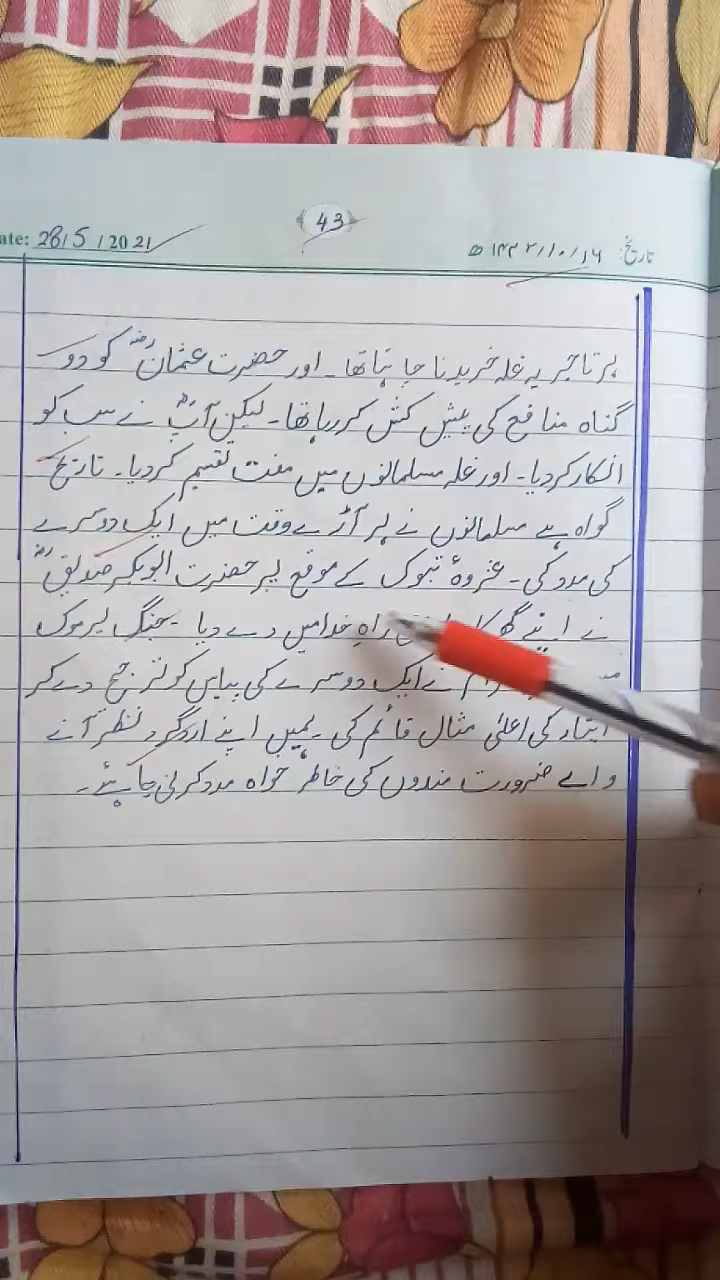 43
ate: 28/5/2021
تاریخ: ۱۶/۱۰/۱۴۴۲ ھ
ہر تاجر یہ غلہ خریدنا چاہتا تھا۔ اور حضرت عثمانؓ کو دو
گناہ منافع کی پیش کش کر رہا تھا۔ لیکن آپؓ نے سب کو
انکار کر دیا۔ اور غلہ مسلمانوں میں مفت تقسیم کر دیا۔ تاریخ
گواہ ہے مسلمانوں نے ہر آڑے وقت میں ایک دوسرے
کی مدد کی۔ غزوۂ تبوک کے موقع پر حضرت ابوبکر صدیقؓ
نے اپنے گھر راہِ خدا میں دے دیا۔ جنگ یرموک
نے ایک دوسرے کی پیاس کو ترجیح دے کر
ایثار کی اعلیٰ مثال قائم کی۔ ہمیں اپنے اردگرد نظر آنے
والے ضرورت مندوں کی خاطر خواہ مدد کرنی چاہئے۔